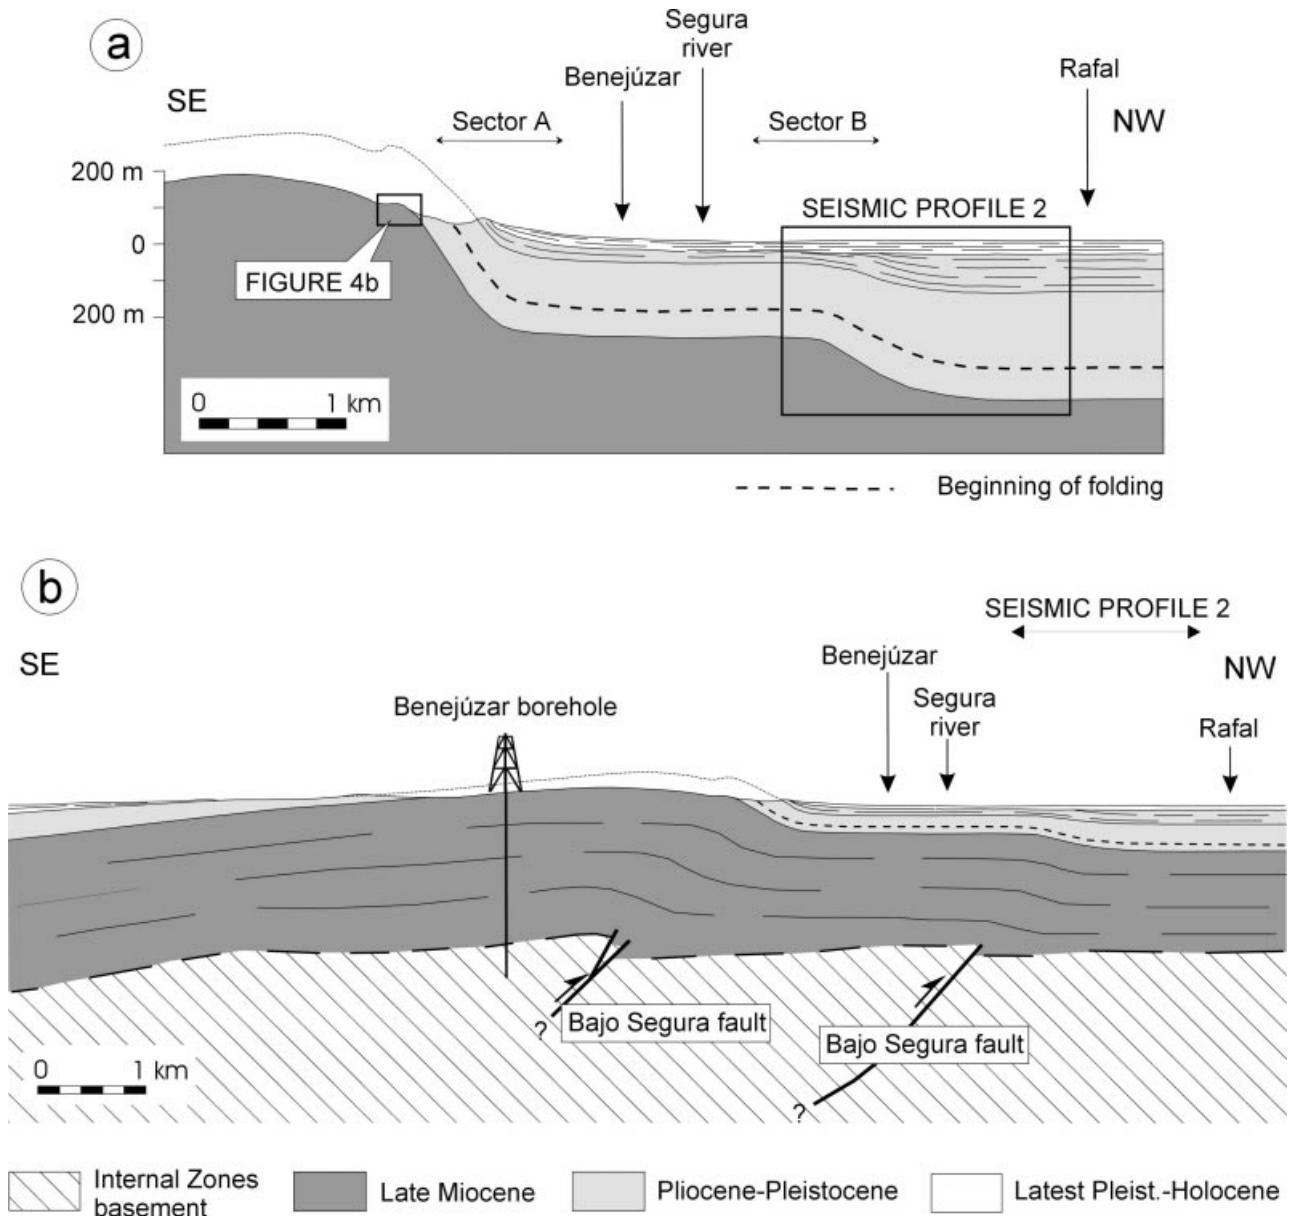 a
SE
Sector A
Benejúzar
Segura
river
Sector B
Rafal
NW
200 m
0
200 m
SEISMIC PROFILE 2
FIGURE 4b
0 1 km
Beginning of folding
b
SE
Benejúzar borehole
Benejúzar
Segura
river
SEISMIC PROFILE 2
NW
Rafal
?
Bajo Segura fault
?
Bajo Segura fault
0 1 km
Internal Zones
basement
Late Miocene
Pliocene-Pleistocene
Latest Pleist.-Holocene